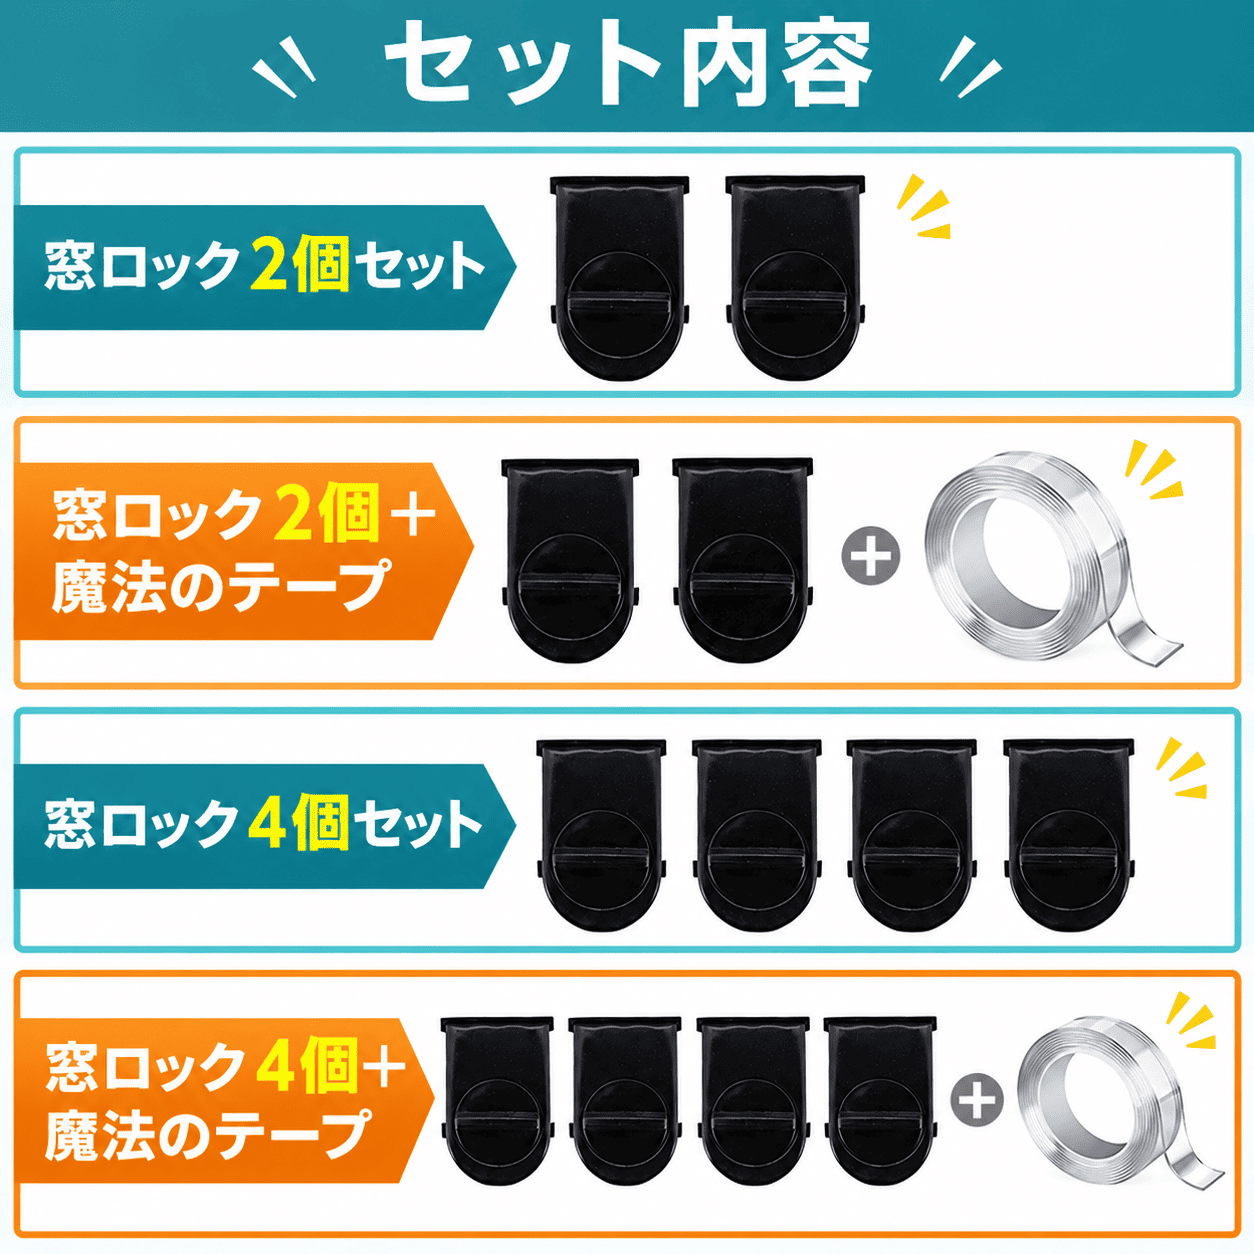 セット内容
窓ロック2個セット
窓ロック2個＋
魔法のテープ
窓ロック4個セット
窓ロック4個＋
魔法のテープ